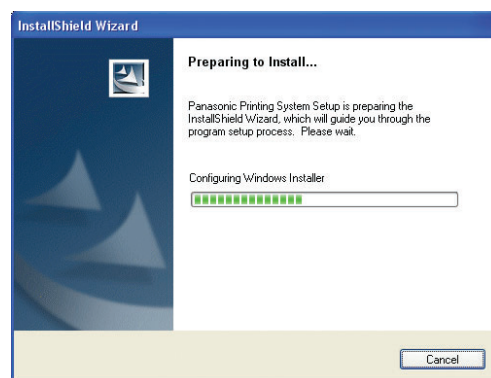 InstallShield Wizard
Preparing to Install...
Panasonic Printing System Setup is preparing the
InstallShield Wizard, which will guide you through the
program setup process. Please wait.
Configuring Windows Installer
Cancel